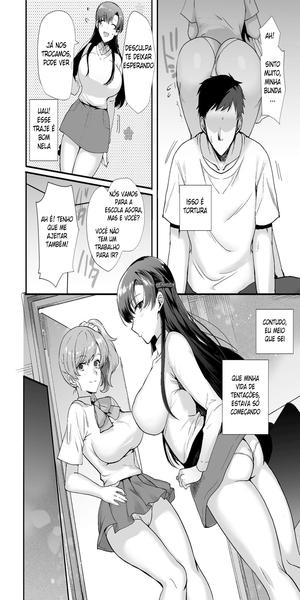 AH!
SINTO
MUITO, MINHA
BUNDA
...
ISSO É
TORTURA
DESCULPA
TE DEIXAR
ESPERANDO
JÁ NÓS
TROCAMOS,
PODE VER
UAU!
ESSE
TRAJE É
BOM
NELA
NÓS VAMOS
PARA A
ESCOLA AGORA,
MAS E VOCÊ?
VOCÊ NÃO
TEM UM
TRABALHO
PARA IR?
AH É! TENHO
QUE ME
AJEITAR
TAMBÉM!
CONTUDO,
EU MEIO
QUE SEI
QUE MINHA
VIDA DE
TENTAÇÕES,
ESTAVA SÓ
COMEÇANDO